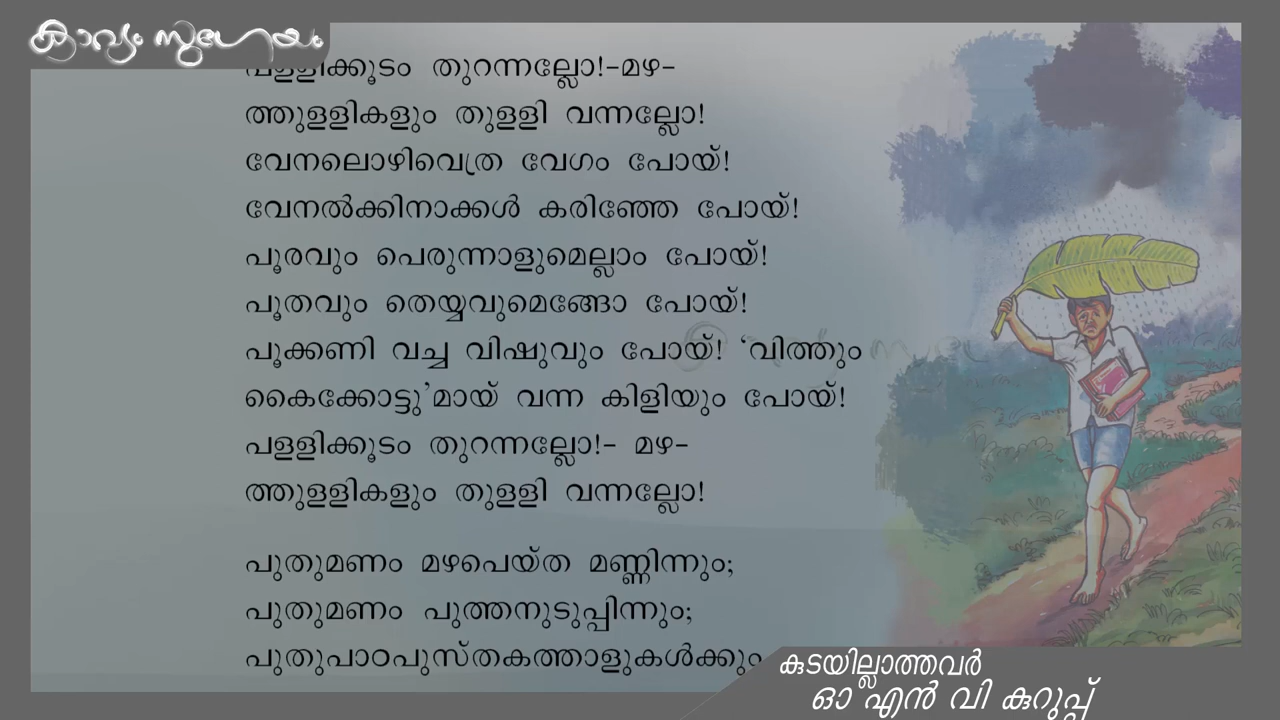 കാവ്യം സുഗേയം
പള്ളിക്കൂടം തുറന്നല്ലോ!-മഴ-
ത്തുള്ളികളും തുള്ളി വന്നല്ലോ!
വേനലൊഴിവെത്ര വേഗം പോയ്!
വേനൽക്കിനാക്കൾ കരിഞ്ഞേ പോയ്!
പൂരവും പെരുന്നാളുമെല്ലാം പോയ്!
പൂതവും തെയ്യവുമെങ്ങോ പോയ്!
പൂക്കണി വച്ച വിഷുവും പോയ്! ‘വിത്തും
കൈക്കോട്ടു’മായ് വന്ന കിളിയും പോയ്!
പള്ളിക്കൂടം തുറന്നല്ലോ!- മഴ-
ത്തുള്ളികളും തുള്ളി വന്നല്ലോ!
പുതുമണം മഴപെയ്ത മണ്ണിന്നും;
പുതുമണം പുത്തനുടുപ്പിന്നും;
പുതുപാഠപുസ്തകത്താളുകൾക്കും
കുടയില്ലാത്തവർ
ഓ എൻ വി കുറുപ്പ്